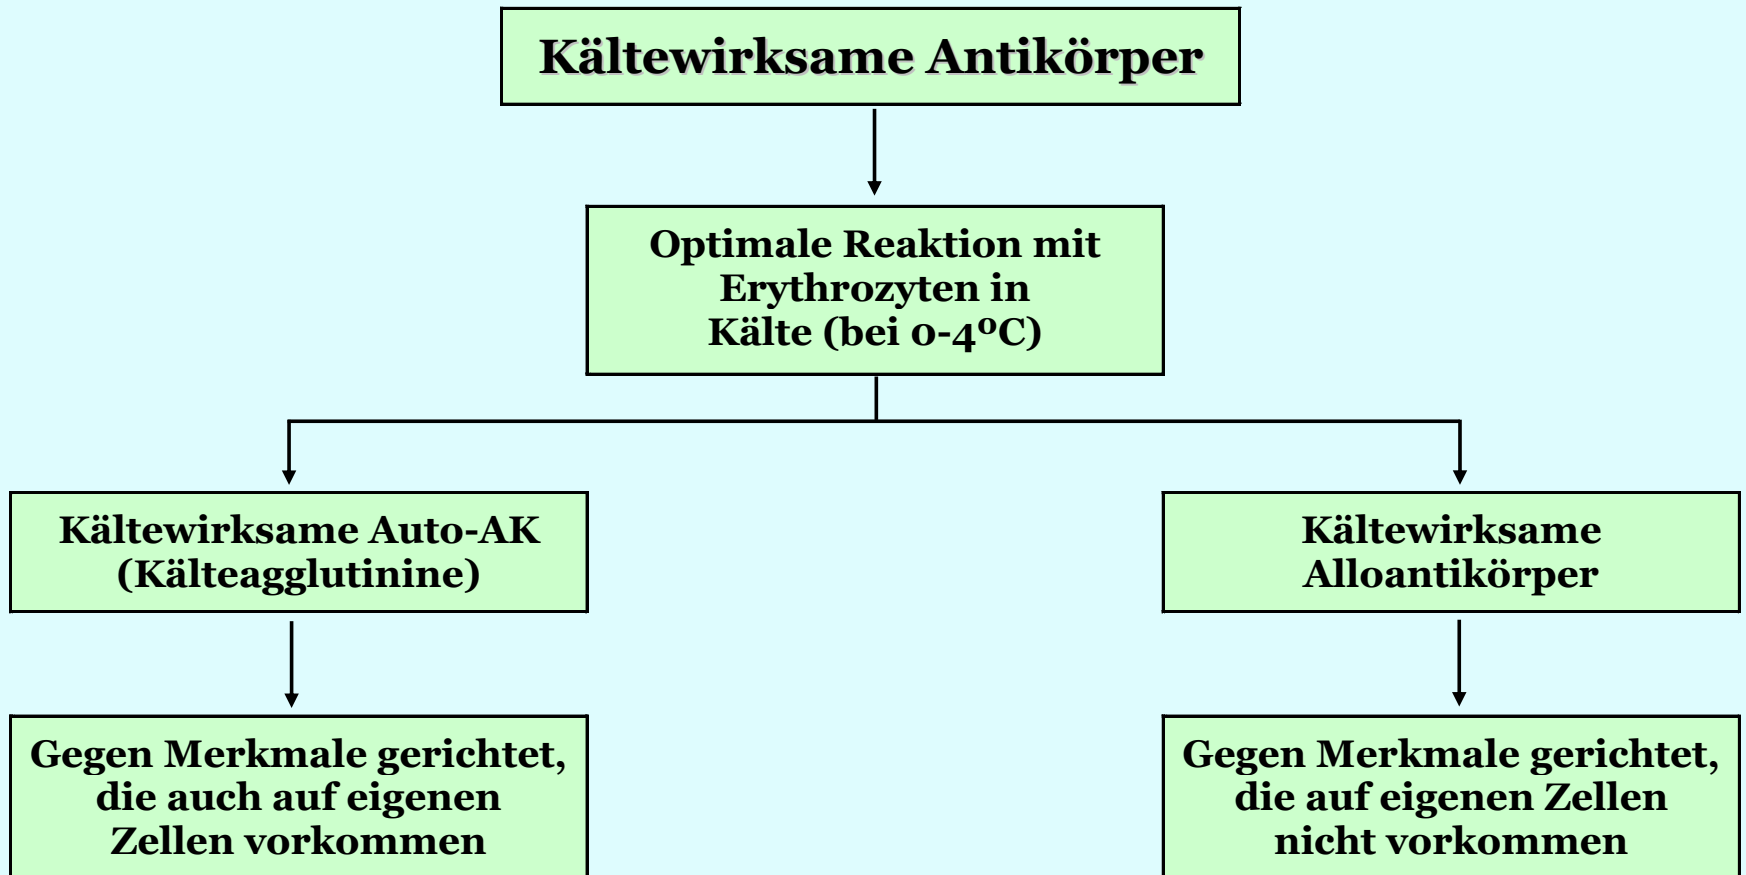 Kältewirksame Antikörper
Optimale Reaktion mit
Erythrozyten in
Kälte (bei 0-4ºC)
Kältewirksame Auto-AK
(Kälteagglutinine)
Kältewirksame
Alloantikörper
Gegen Merkmale gerichtet,
die auch auf eigenen
Zellen vorkommen
Gegen Merkmale gerichtet,
die auf eigenen Zellen
nicht vorkommen